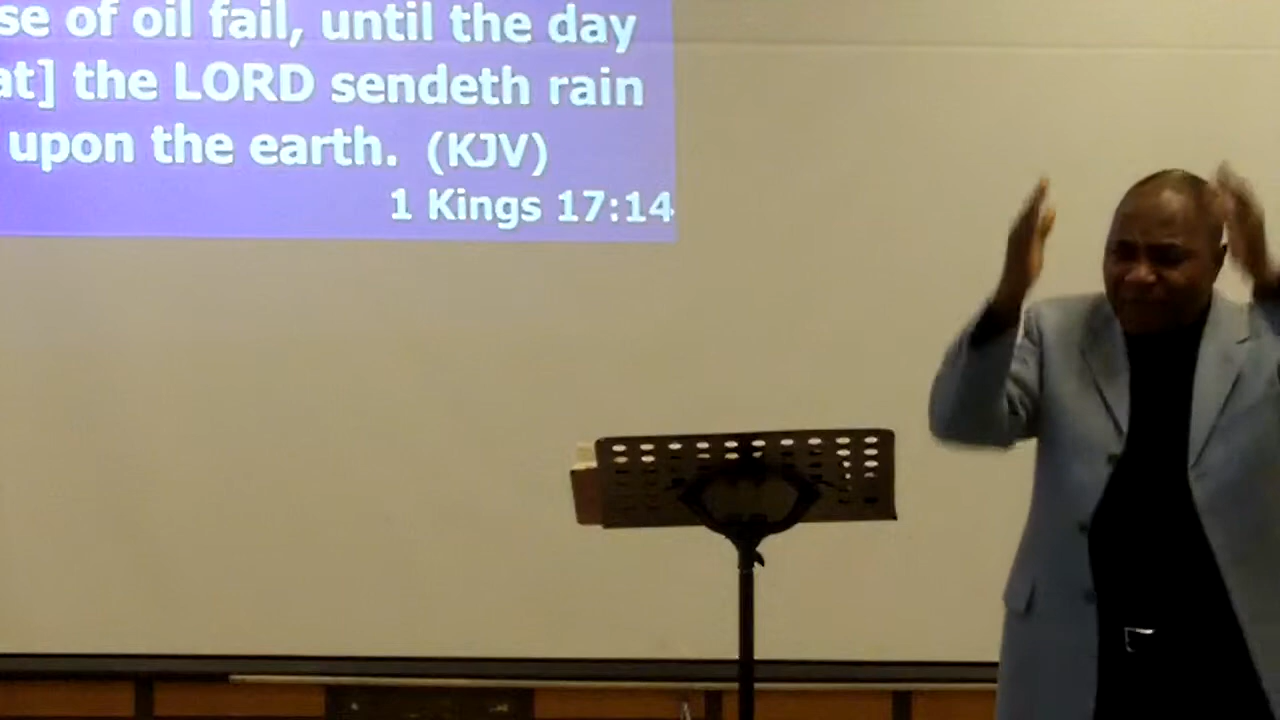 se of oil fail, until the day
at] the LORD sendeth rain
upon the earth. (KJV)
1 Kings 17:14